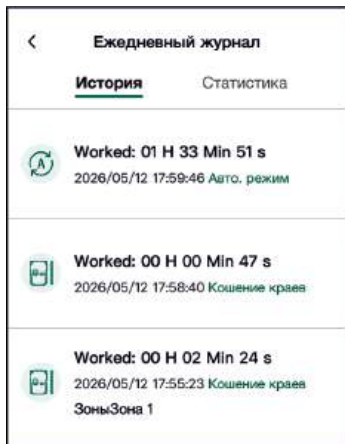 Ежедневный журнал
История Статистика
Worked: 01 H 33 Min 51 s
2026/05/12 17:59:46 Авто. режим
Worked: 00 H 00 Min 47 s
2026/05/12 17:58:40 Кошение краев
Worked: 00 H 02 Min 24 s
2026/05/12 17:55:23 Кошение краев
ЗоныЗона 1